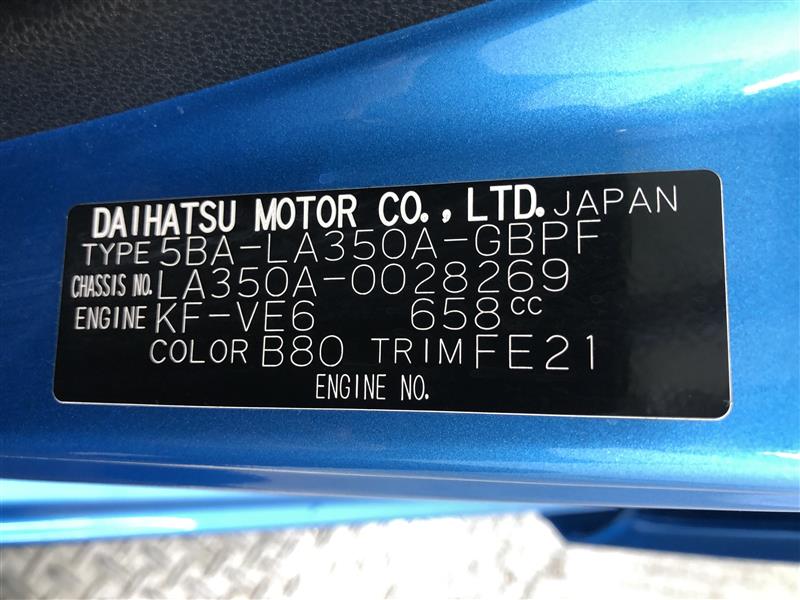 DAIHATSU MOTOR CO., LTD. JAPAN
TYPE 5BA-LA350A-GBPF
CHASSIS NO. LA350A-0028269
ENGINE KF-VE6 658cc
COLOR B80 TRIM FE21
ENGINE NO.